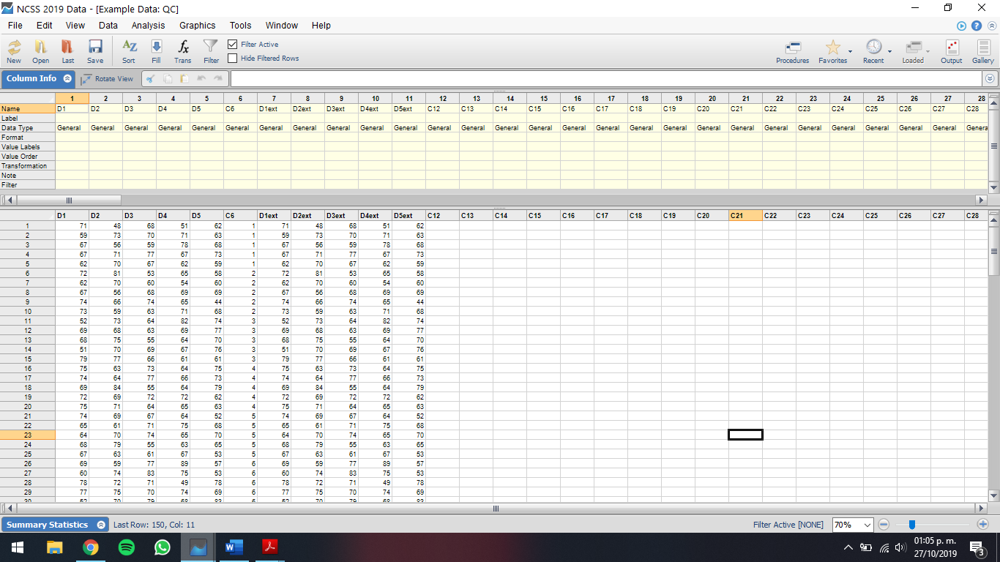 NCSS 2019 Data - [Example Data: QC]
File Edit View Data Analysis Graphics Tools Window Help
New Open Last Save Sort Fill Trans Filter
Filter Active
Hide Filtered Rows
Procedures Favorites Recent Loaded Output Gallery
Column Info Rotate View
1 2 3 4 5 6 7 8 9 10 11 12 13 14 15 16 17 18 19 20 21 22 23 24 25 26 27 28
Name D1 D2 D3 D4 D5 C6 D1ext D2ext D3ext D4ext D5ext C12 C13 C14 C15 C16 C17 C18 C19 C20 C21 C22 C23 C24 C25 C26 C27 C28
Label
Data Type General General General General General General General General General General General General General General General General General General General General General General General General General General General Genera
Format
Value Labels
Value Order
Transformation
Note
Filter
D1 D2 D3 D4 D5 C6 D1ext D2ext D3ext D4ext D5ext C12 C13 C14 C15 C16 C17 C18 C19 C20 C21 C22 C23 C24 C25 C26 C27 C28
1 71 48 68 51 62 1 71 48 68 51 62
2 59 73 70 71 63 1 59 73 70 71 63
3 67 56 59 78 68 1 67 56 59 78 68
4 67 71 77 67 73 1 67 71 77 67 73
5 62 70 67 62 59 1 62 70 67 62 59
6 72 81 53 65 58 2 72 81 53 65 58
7 62 70 60 54 60 2 62 70 60 54 60
8 67 56 68 69 69 2 67 56 68 69 69
9 74 66 74 65 44 2 74 66 74 65 44
10 73 59 63 71 68 2 73 59 63 71 68
11 52 73 64 82 74 3 52 73 64 82 74
12 69 68 63 69 77 3 69 68 63 69 77
13 68 75 55 64 70 3 68 75 55 64 70
14 51 70 69 67 76 3 51 70 69 67 76
15 79 77 66 61 61 3 79 77 66 61 61
16 75 63 73 64 75 4 75 63 73 64 75
17 74 64 77 66 73 4 74 64 77 66 73
18 69 84 55 64 79 4 69 84 55 64 79
19 72 69 72 72 62 4 72 69 72 72 62
20 75 71 64 65 63 4 75 71 64 65 63
21 74 69 67 64 52 5 74 69 67 64 52
22 65 61 71 75 68 5 65 61 71 75 68
23 64 70 74 65 70 5 64 70 74 65 70
24 68 79 55 63 65 5 68 79 55 63 65
25 67 63 61 67 53 5 67 63 61 67 53
26 69 59 77 89 57 6 69 59 77 89 57
27 60 74 83 75 53 6 60 74 83 75 53
28 78 72 71 49 78 6 78 72 71 49 78
29 77 75 70 74 69 6 77 75 70 74 69
30 52 70 79 68 83 6 52 70 79 68 83
Summary Statistics Last Row: 150, Col: 11 Filter Active [NONE] 70%
01:05 p. m.
27/10/2019
3